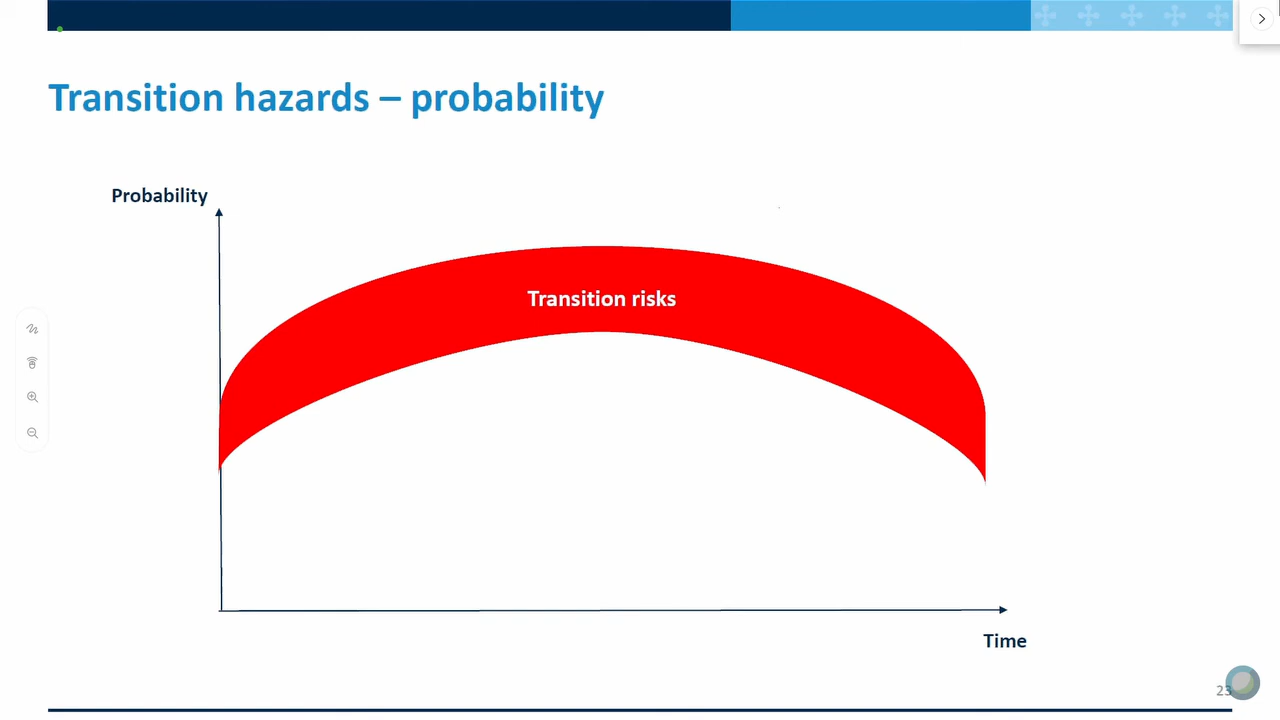 Transition hazards – probability
Probability
Transition risks
Time
23